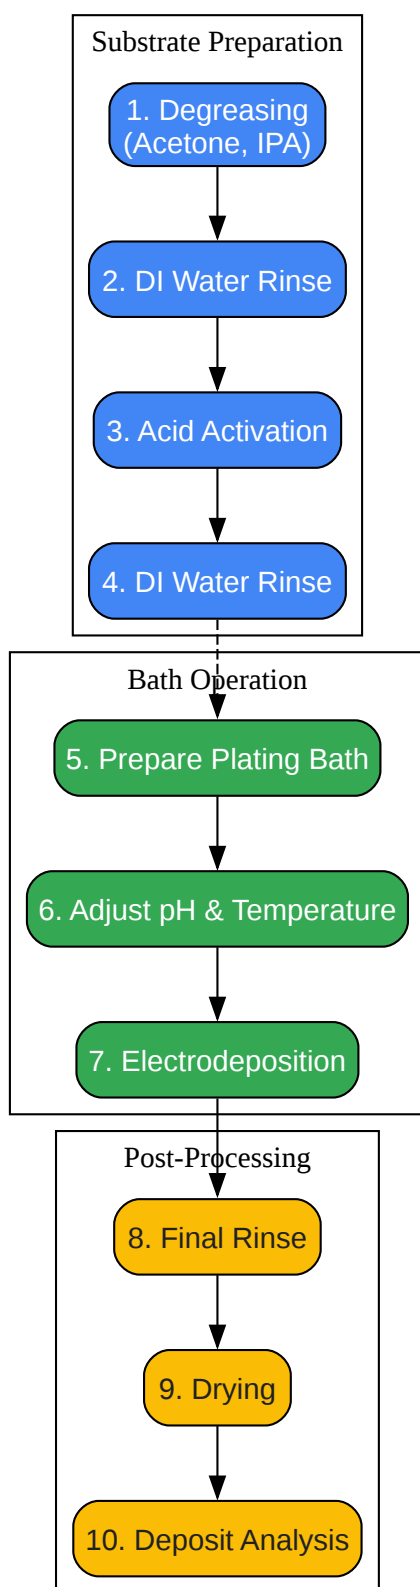 Substrate Preparation
1. Degreasing
(Acetone, IPA)
2. DI Water Rinse
3. Acid Activation
4. DI Water Rinse
Bath Operation
5. Prepare Plating Bath
6. Adjust pH & Temperature
7. Electrodeposition
Post-Processing
8. Final Rinse
9. Drying
10. Deposit Analysis